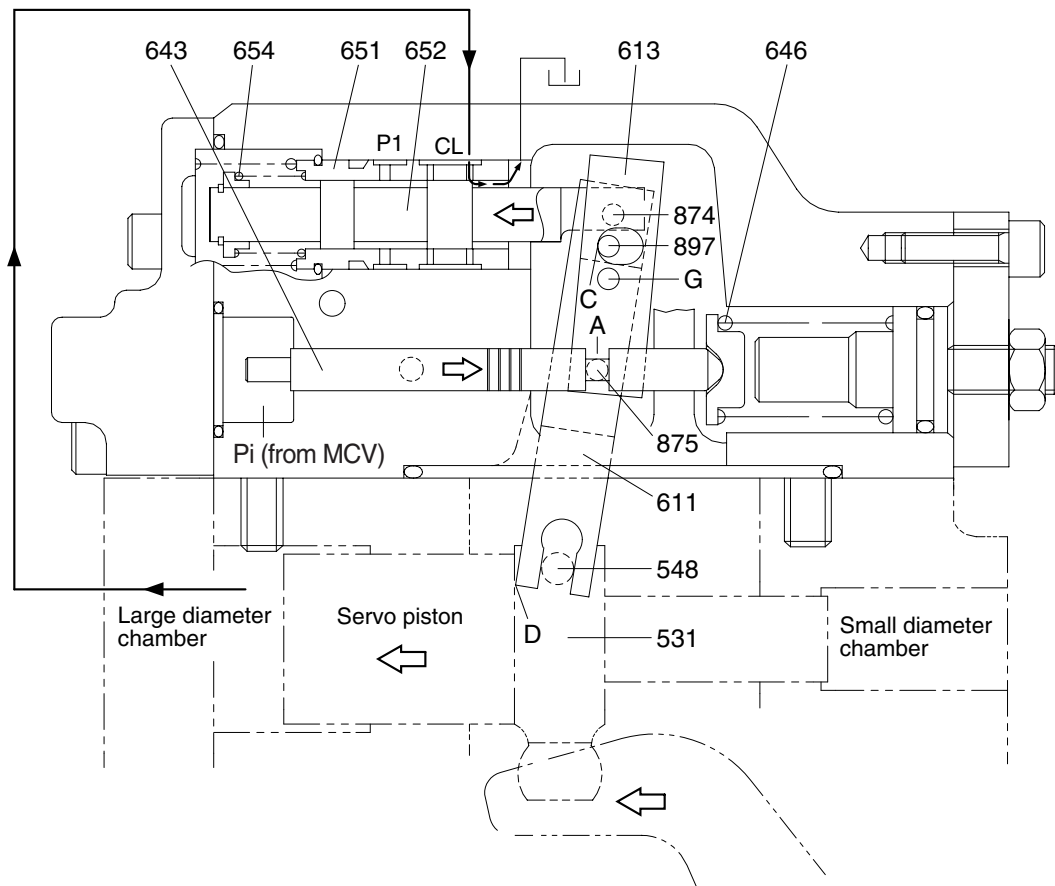 643
654
651
652
613
646
P1
CL
874
897
G
C
A
875
Pi (from MCV)
611
548
D
531
Large diameter
chamber
Servo piston
Small diameter
chamber